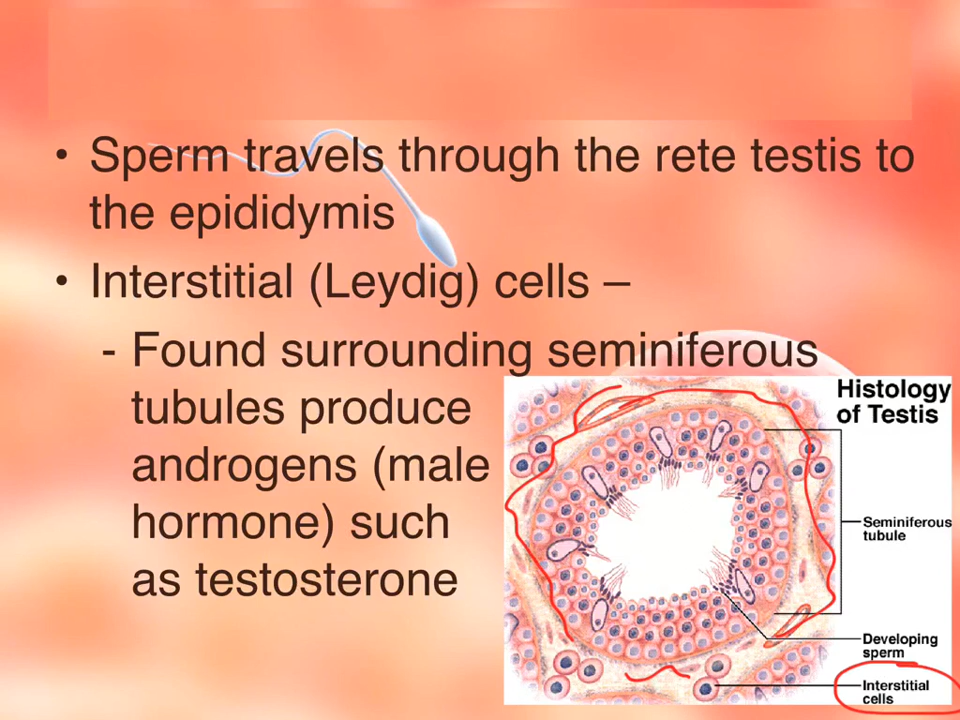 • Sperm travels through the rete testis to
the epididymis
• Interstitial (Leydig) cells –
- Found surrounding seminiferous
tubules produce
androgens (male
hormone) such
as testosterone
Histology
of Testis
Seminiferous
tubule
Developing
sperm
Interstitial
cells